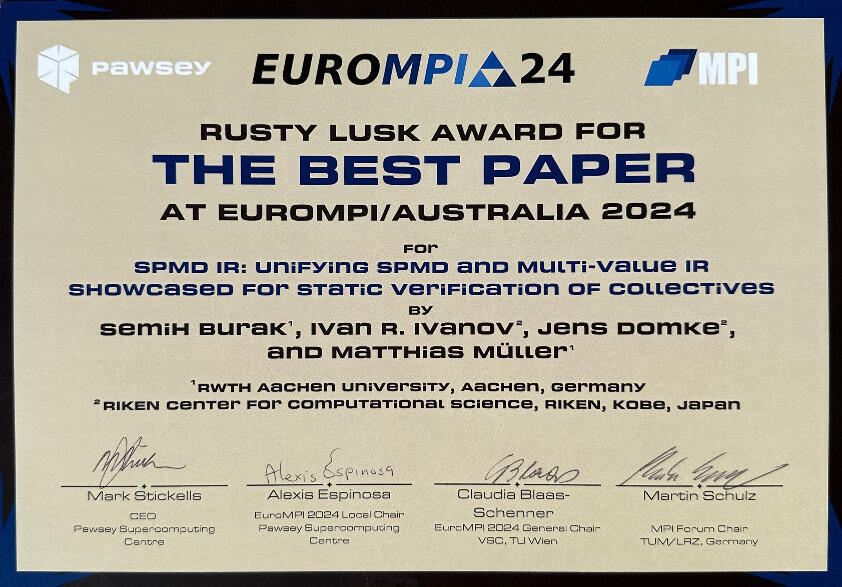 PAWSEY
EUROMPI 24
MPI
RUSTY LUSK AWARD FOR
THE BEST PAPER
AT EUROMPI/AUSTRALIA 2024
FOR
SPMD IR: UNIFYING SPMD AND MULTI-VALUE IR
SHOWCASED FOR STATIC VERIFICATION OF COLLECTIVES
BY
SEMIH BURAK¹, IVAN R. IVANOV², JENS DOMKE²,
AND MATTHIAS MÜLLER¹
¹RWTH AACHEN UNIVERSITY, AACHEN, GERMANY
²RIKEN CENTER FOR COMPUTATIONAL SCIENCE, RIKEN, KOBE, JAPAN
Alexis Espinosa
Mark Stickells
CEO
Pawsey Supercomputing
Centre
Alexis Espinosa
EuroMPI 2024 Local Chair
Pawsey Supercomputing
Centre
Claudia Blaas-
Schenner
EuroMPI 2024 General Chair
VSC, TU Wien
Martin Schulz
MPI Forum Chair
TUM/LRZ, Germany